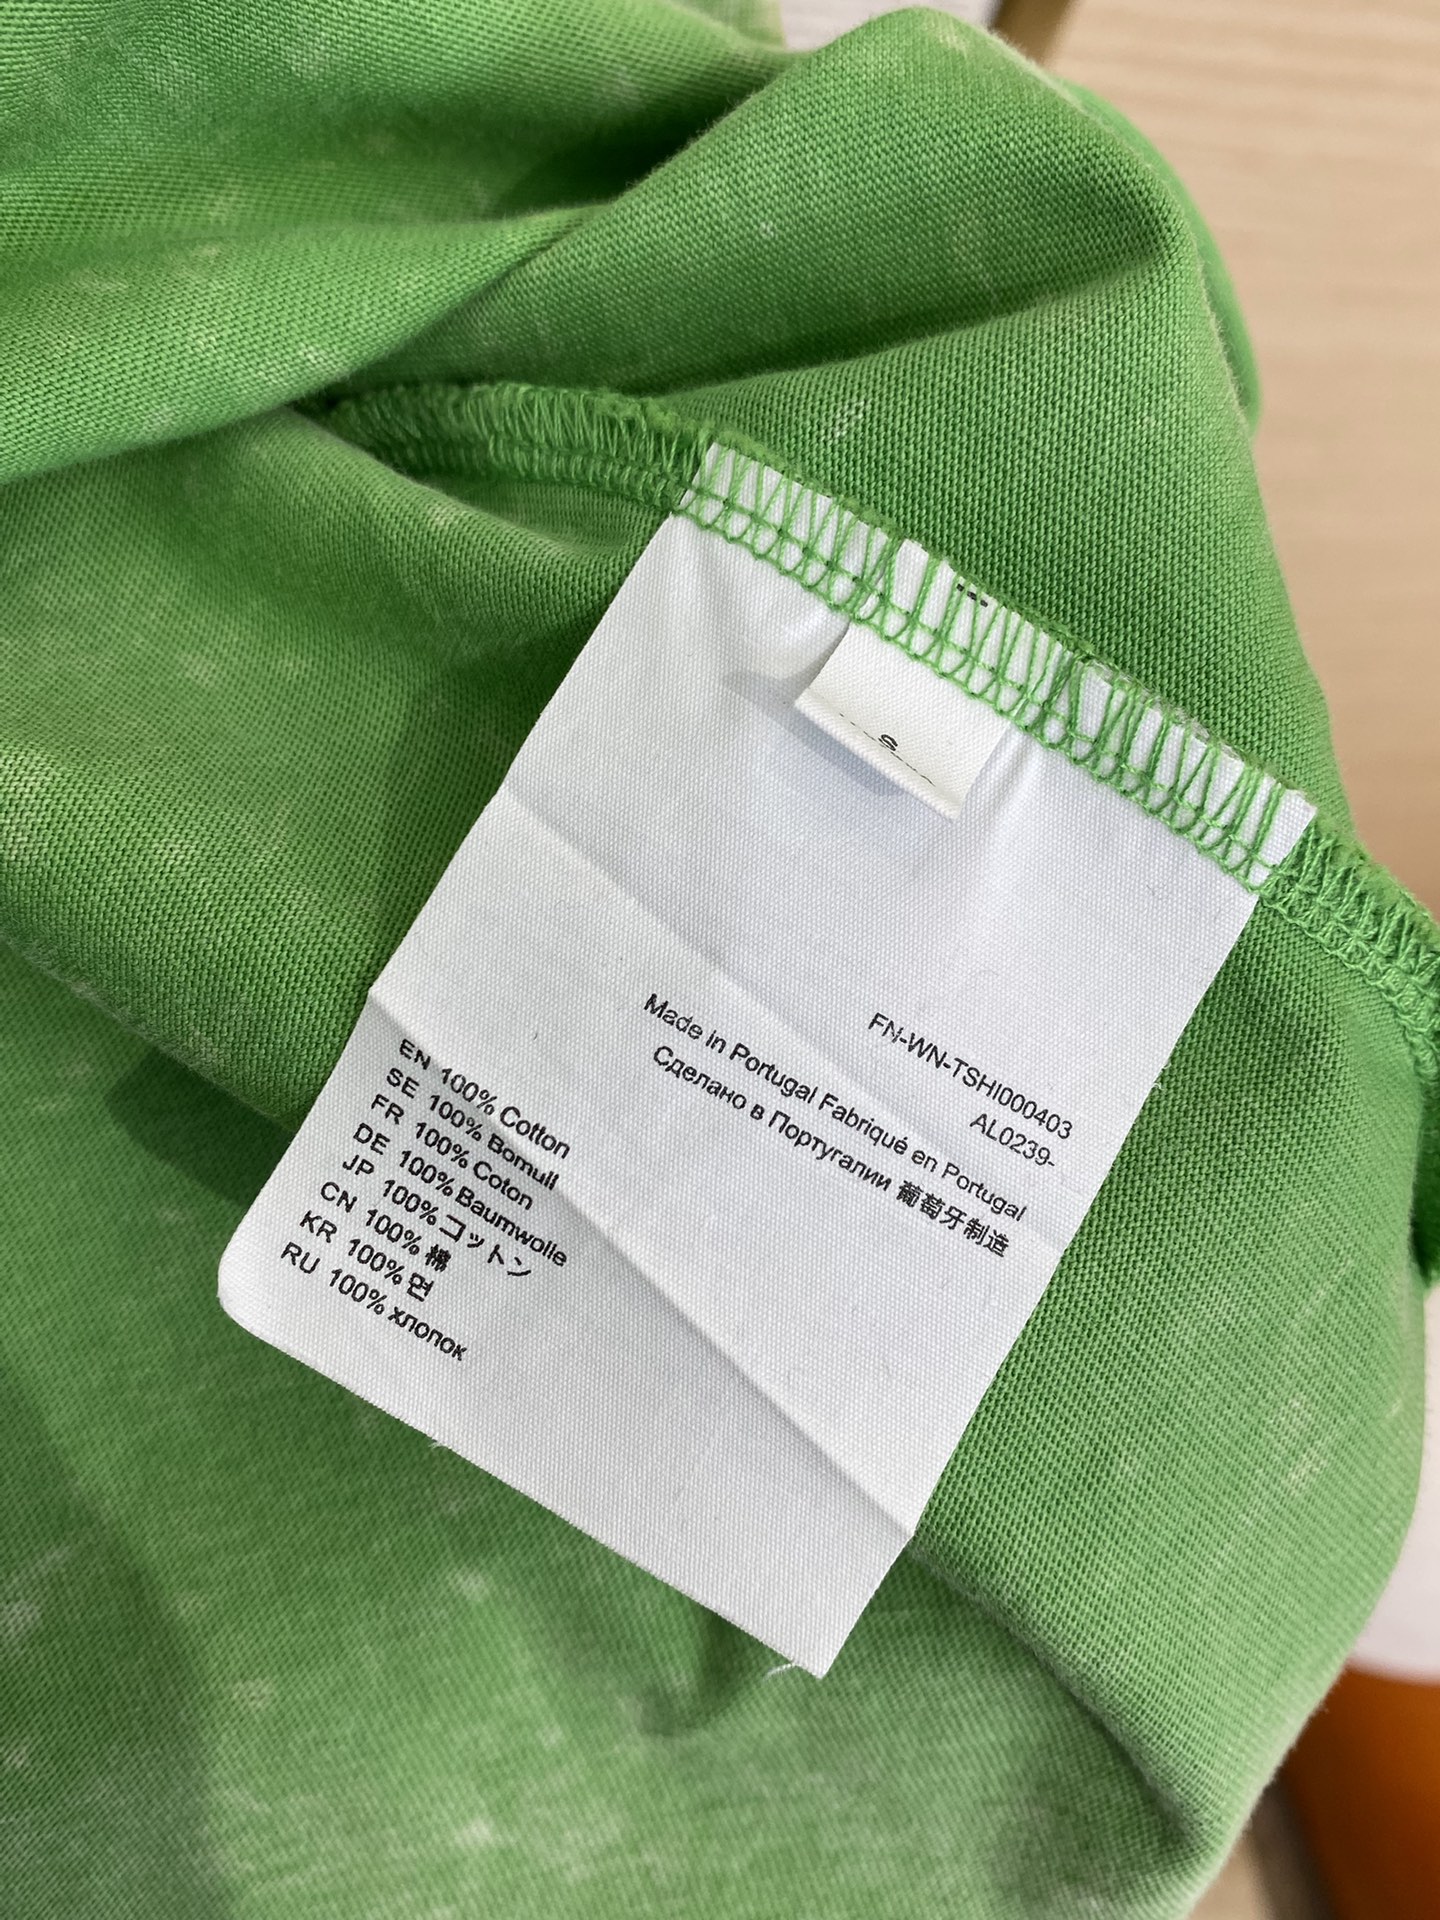 S
FN-WN-TSHI000403
AL0239-
Made in Portugal Fabriqué en Portugal
Сделано в Португалии 葡萄牙制造
EN 100% Cotton
SE 100% Bomull
FR 100% Coton
DE 100% Baumwolle
JP 100% コットン
CN 100% 棉
KR 100% 면
RU 100% хлопок